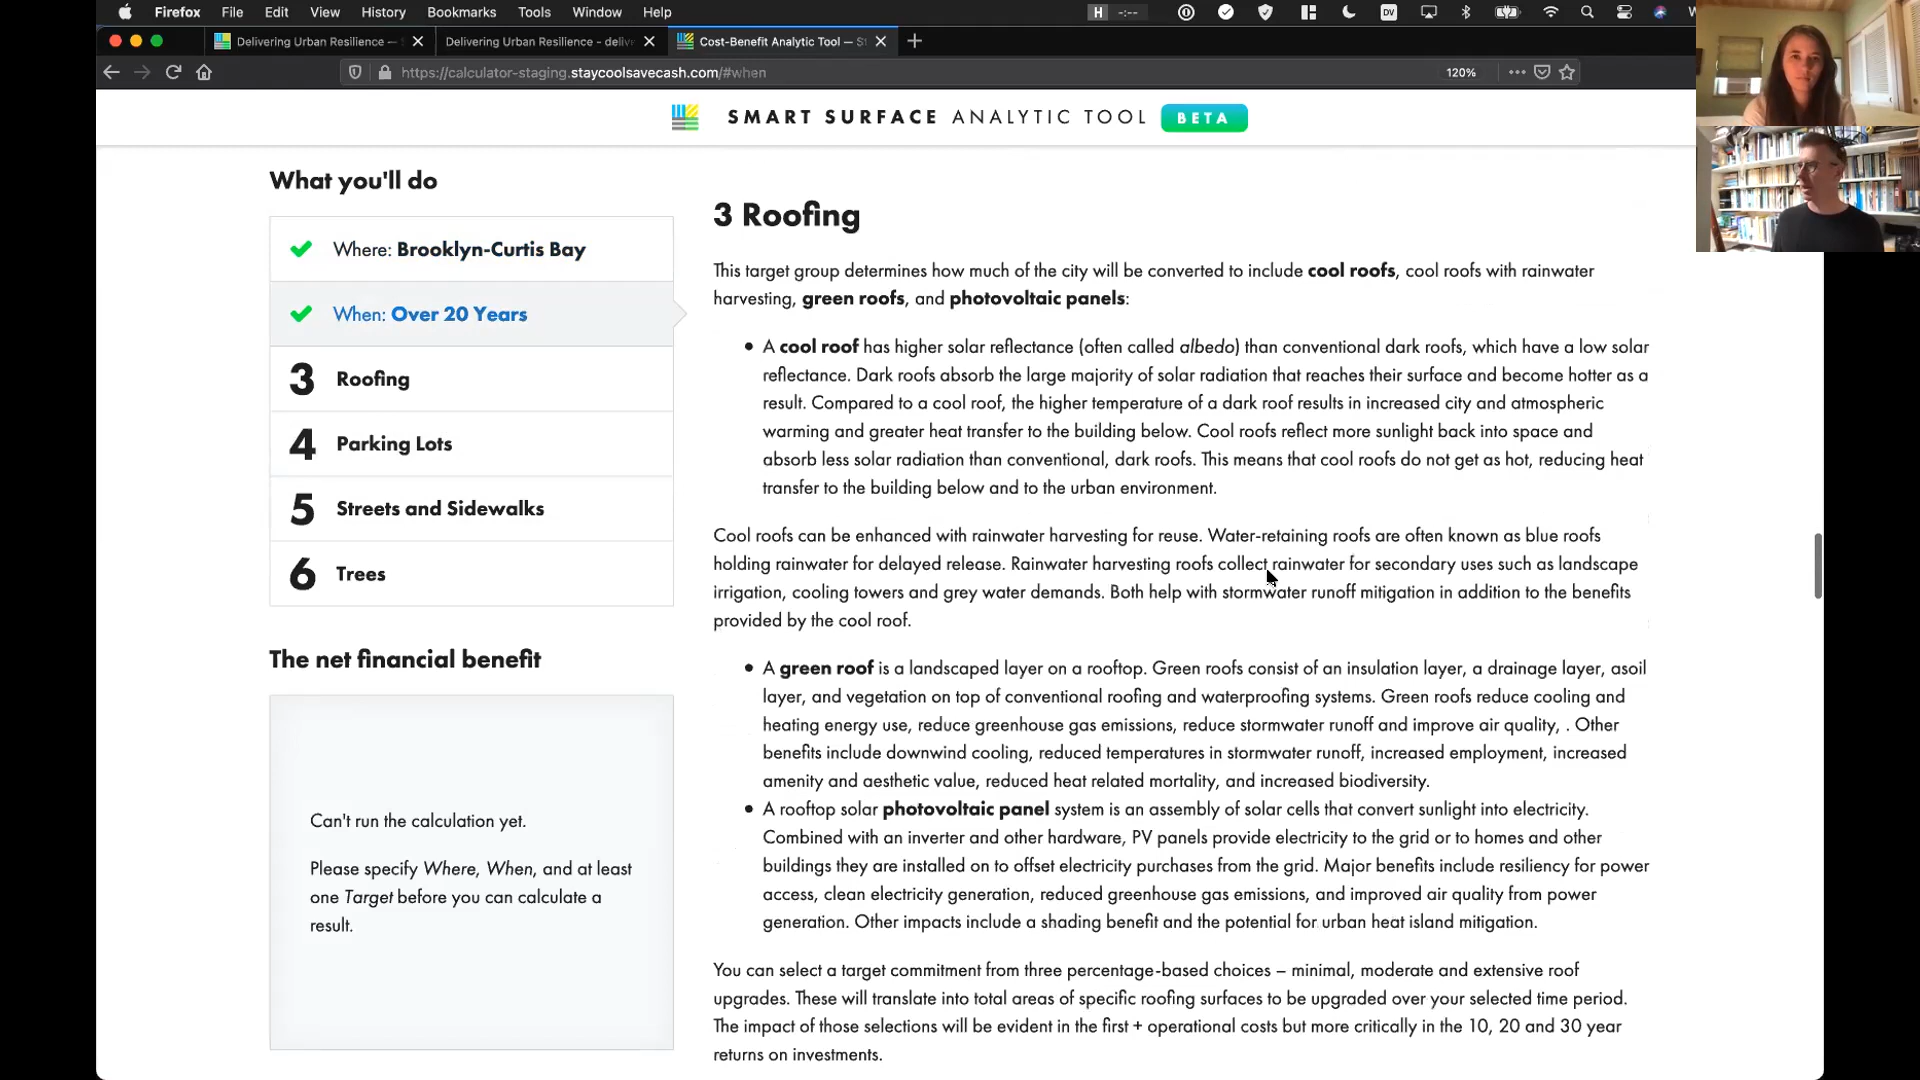 Firefox File Edit View History Bookmarks Tools Window Help
H --:-- DV
Delivering Urban Resilience —
Delivering Urban Resilience - deliv
Cost-Benefit Analytic Tool — St
https://calculator-staging.staycoolsavecash.com/#when
120%
SMART SURFACE ANALYTIC TOOL BETA
What you'll do
Where: Brooklyn-Curtis Bay
When: Over 20 Years
3 Roofing
4 Parking Lots
5 Streets and Sidewalks
6 Trees
The net financial benefit
Can't run the calculation yet.
Please specify Where, When, and at least
one Target before you can calculate a
result.
3 Roofing
This target group determines how much of the city will be converted to include cool roofs, cool roofs with rainwater
harvesting, green roofs, and photovoltaic panels:
• A cool roof has higher solar reflectance (often called albedo) than conventional dark roofs, which have a low solar
reflectance. Dark roofs absorb the large majority of solar radiation that reaches their surface and become hotter as a
result. Compared to a cool roof, the higher temperature of a dark roof results in increased city and atmospheric
warming and greater heat transfer to the building below. Cool roofs reflect more sunlight back into space and
absorb less solar radiation than conventional, dark roofs. This means that cool roofs do not get as hot, reducing heat
transfer to the building below and to the urban environment.
Cool roofs can be enhanced with rainwater harvesting for reuse. Water-retaining roofs are often known as blue roofs
holding rainwater for delayed release. Rainwater harvesting roofs collect rainwater for secondary uses such as landscape
irrigation, cooling towers and grey water demands. Both help with stormwater runoff mitigation in addition to the benefits
provided by the cool roof.
• A green roof is a landscaped layer on a rooftop. Green roofs consist of an insulation layer, a drainage layer, asoil
layer, and vegetation on top of conventional roofing and waterproofing systems. Green roofs reduce cooling and
heating energy use, reduce greenhouse gas emissions, reduce stormwater runoff and improve air quality, . Other
benefits include downwind cooling, reduced temperatures in stormwater runoff, increased employment, increased
amenity and aesthetic value, reduced heat related mortality, and increased biodiversity.
• A rooftop solar photovoltaic panel system is an assembly of solar cells that convert sunlight into electricity.
Combined with an inverter and other hardware, PV panels provide electricity to the grid or to homes and other
buildings they are installed on to offset electricity purchases from the grid. Major benefits include resiliency for power
access, clean electricity generation, reduced greenhouse gas emissions, and improved air quality from power
generation. Other impacts include a shading benefit and the potential for urban heat island mitigation.
You can select a target commitment from three percentage-based choices – minimal, moderate and extensive roof
upgrades. These will translate into total areas of specific roofing surfaces to be upgraded over your selected time period.
The impact of those selections will be evident in the first + operational costs but more critically in the 10, 20 and 30 year
returns on investments.